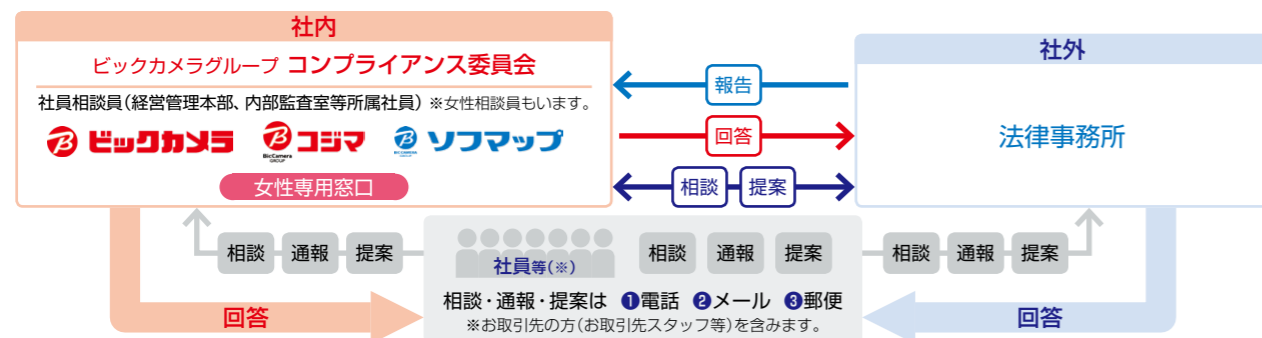 社内
ビックカメラグループ コンプライアンス委員会
社員相談員(経営管理本部、内部監査室等所属社員) ※女性相談員もいます。
ビックカメラ
BicCamera GROUP
コジマ
BIC CAMERA GROUP
ソフマップ
女性専用窓口
報告
回答
相談 提案
社外
法律事務所
相談 通報 提案
社員等(※)
相談 通報 提案
相談 通報 提案
相談・通報・提案は ❶電話 ❷メール ❸郵便
※お取引先の方(お取引先スタッフ等)を含みます。
回答
回答